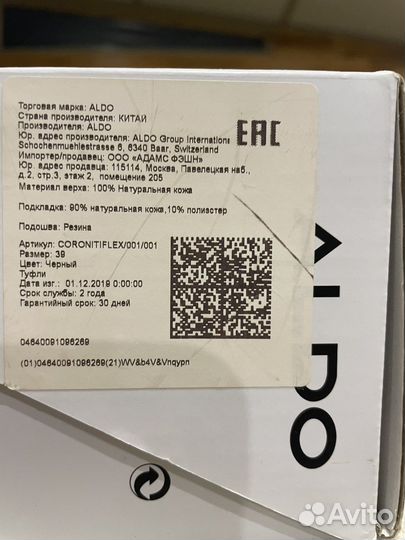 Торговая марка: ALDO
Страна производителя: КИТАЙ
Производитель: ALDO
Юр. адрес производителя: ALDO Group Internationa
Schochenmuehlestrasse 6, 6340 Baar, Switzerland
Импортер/продавец: ООО «АДАМС ФЭШН»
Юр. адрес продавца: 115114, Москва, Павелецкая наб.,
д.2, стр.3, этаж 2, помещение 205
EAC
Материал верха: 100% Натуральная кожа
Подкладка: 90% натуральная кожа,10% полиэстер
Подошва: Резина
Артикул: CORONITIFLEX/001/001
Размер: 39
Цвет: Черный
Туфли
Дата изг.: 01.12.2019 0:00:00
Срок службы: 2 года
Гарантийный срок: 30 дней
04640091096269
(01)04640091096269(21)WV&b4V&Vnqypn
ALDO
Avito